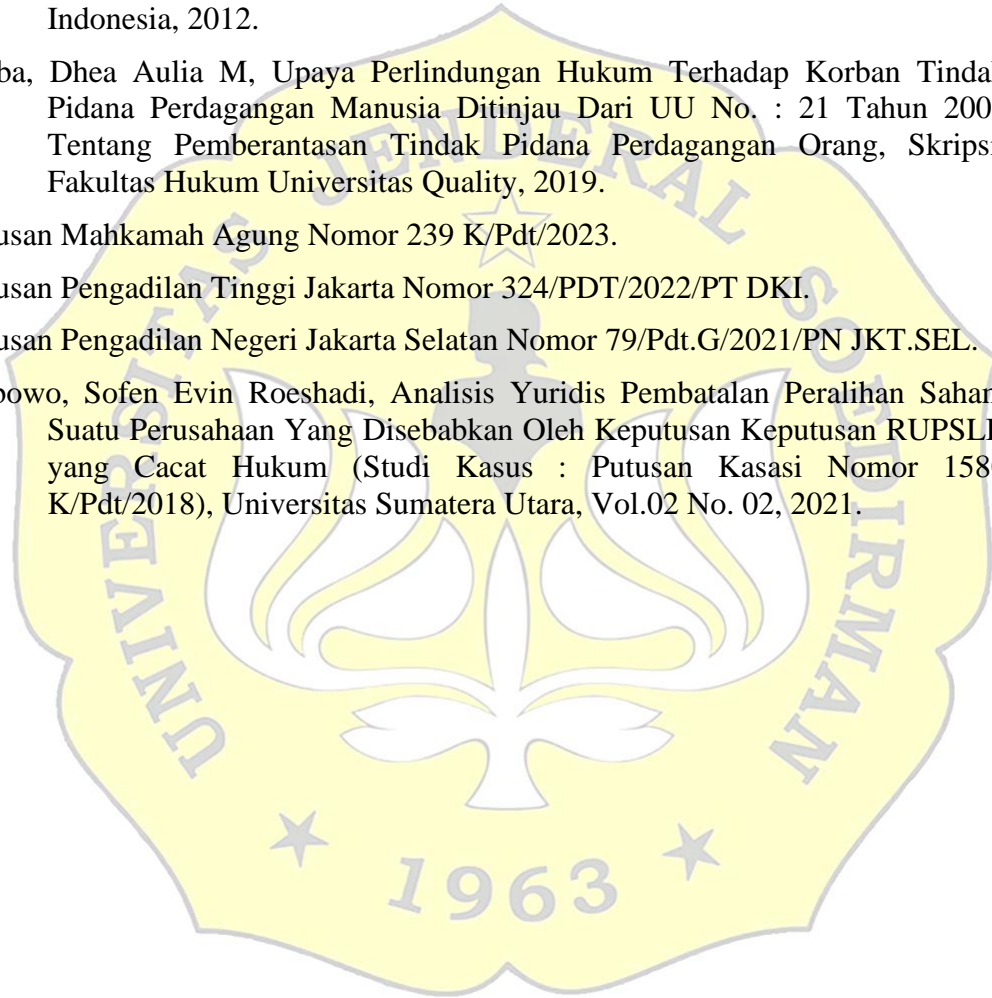 Indonesia, 2012.
ba, Dhea Aulia M, Upaya Perlindungan Hukum Terhadap Korban Tindak
Pidana Perdagangan Manusia Ditinjau Dari UU No. : 21 Tahun 200
Tentang Pemberantasan Tindak Pidana Perdagangan Orang, Skripsi
Fakultas Hukum Universitas Quality, 2019.
usan Mahkamah Agung Nomor 239 K/Pdt/2023.
usan Pengadilan Tinggi Jakarta Nomor 324/PDT/2022/PT DKI.
usan Pengadilan Negeri Jakarta Selatan Nomor 79/Pdt.G/2021/PN JKT.SEL.
bowo, Sofen Evin Roeshadi, Analisis Yuridis Pembatalan Peralihan Saham
Suatu Perusahaan Yang Disebabkan Oleh Keputusan Keputusan RUPSLB
yang Cacat Hukum (Studi Kasus : Putusan Kasasi Nomor 158
K/Pdt/2018), Universitas Sumatera Utara, Vol.02 No. 02, 2021.
UNIVERSITAS JENDERAL SOEDIRMAN
1963